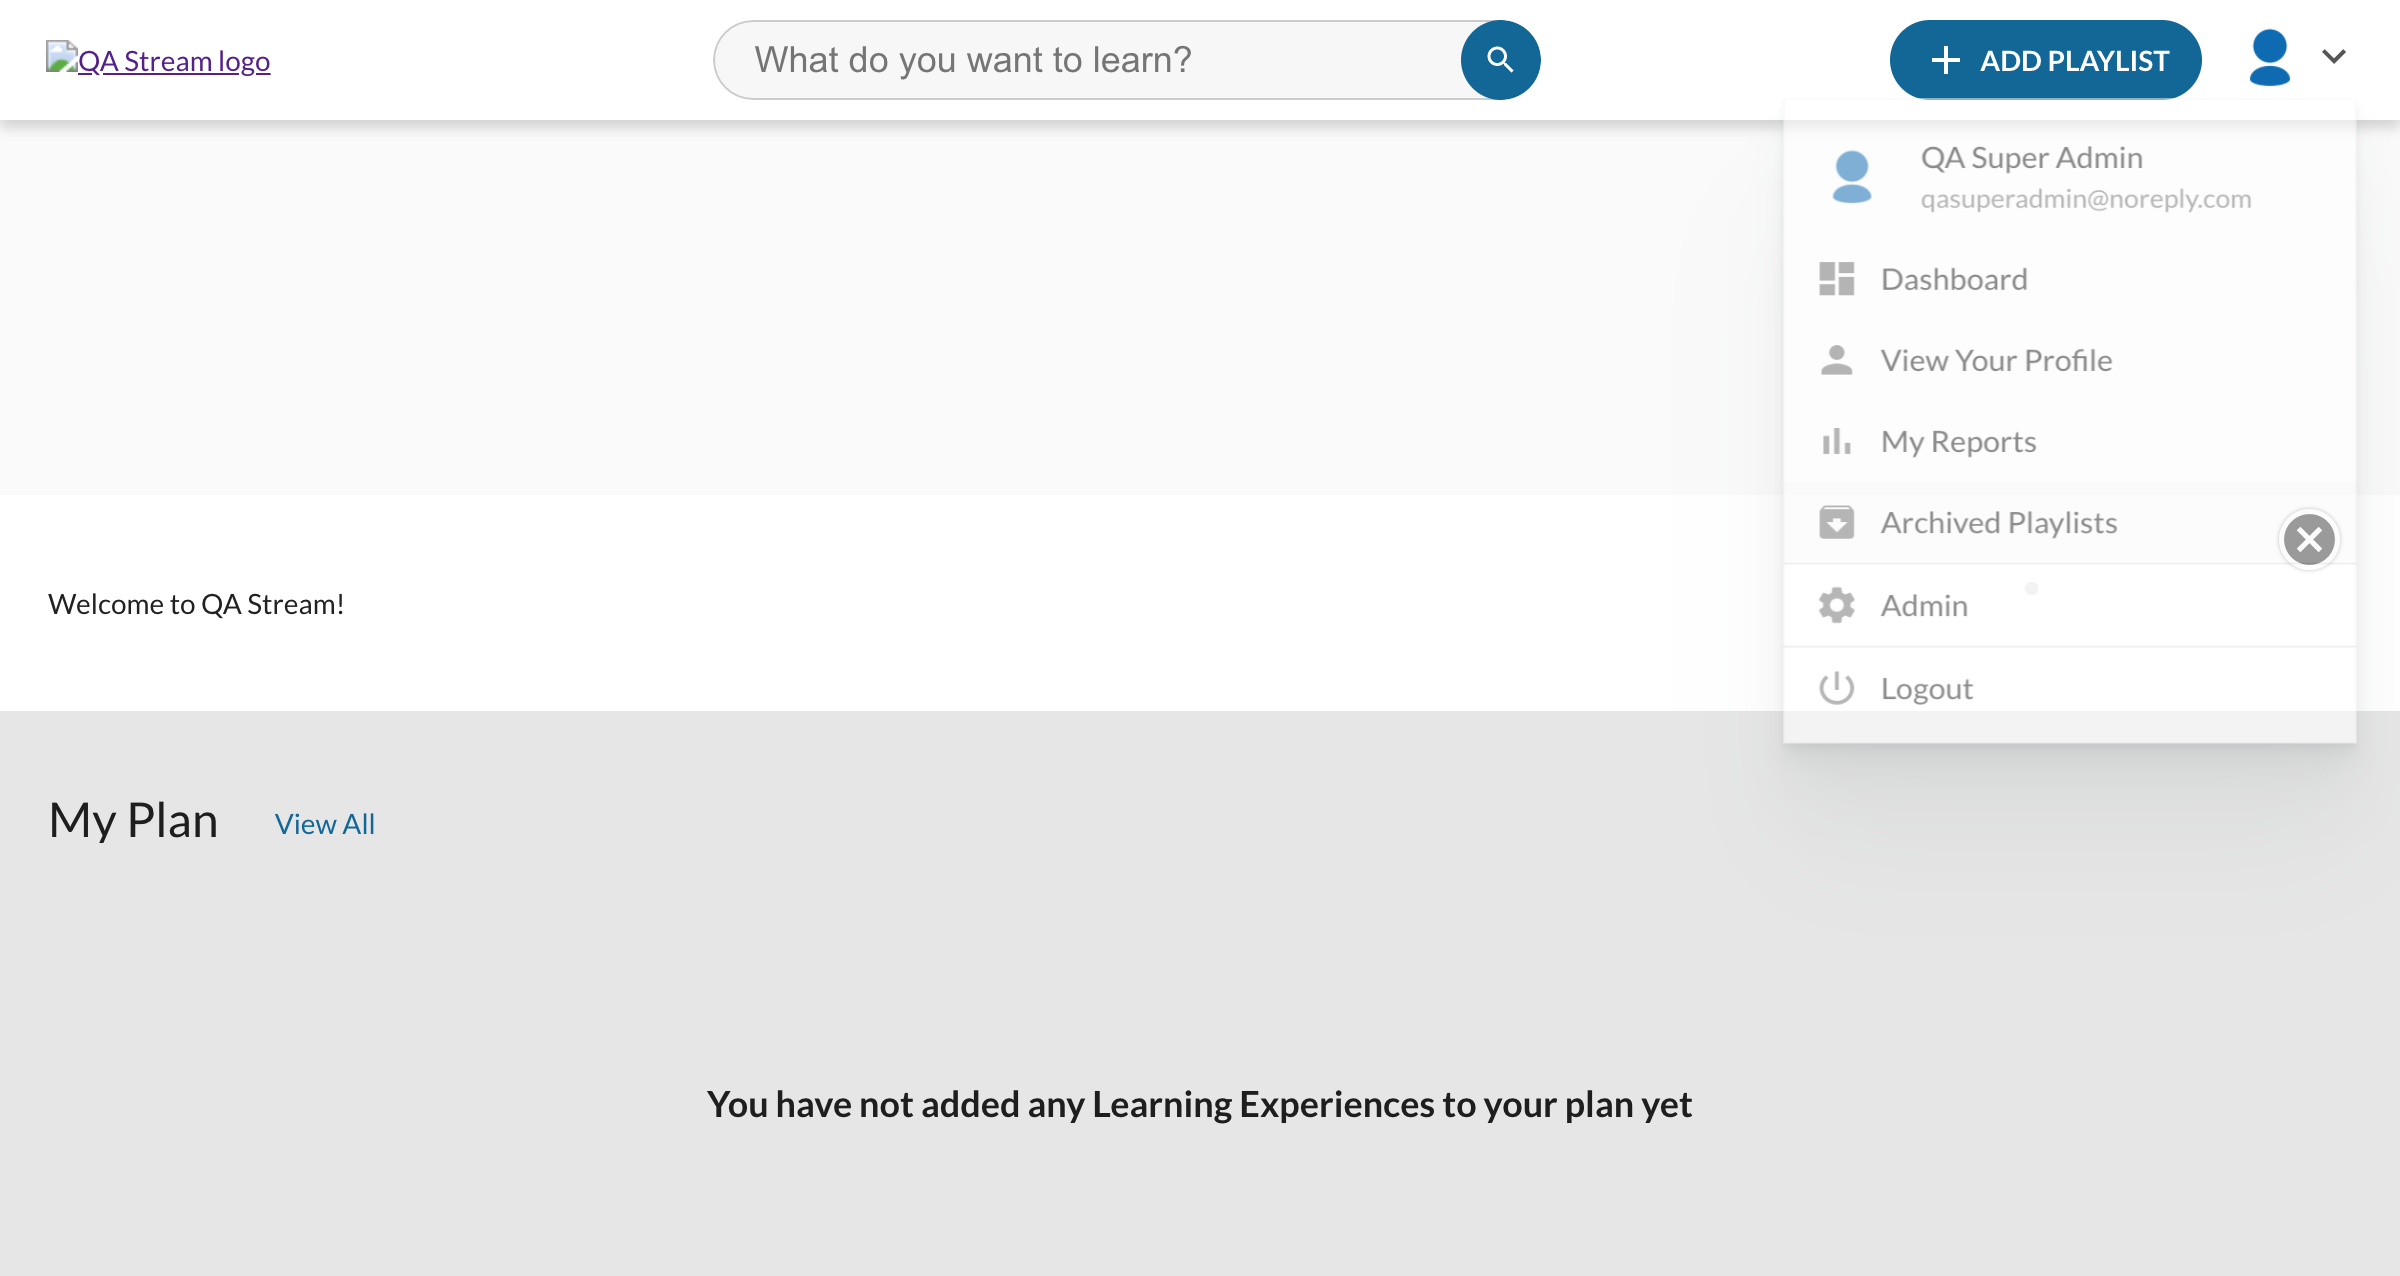 QA Stream logo
What do you want to learn?
ADD PLAYLIST
QA Super Admin
qasuperadmin@noreply.com
Dashboard
View Your Profile
My Reports
Archived Playlists
Admin
Logout
Welcome to QA Stream!
My Plan
View All
You have not added any Learning Experiences to your plan yet